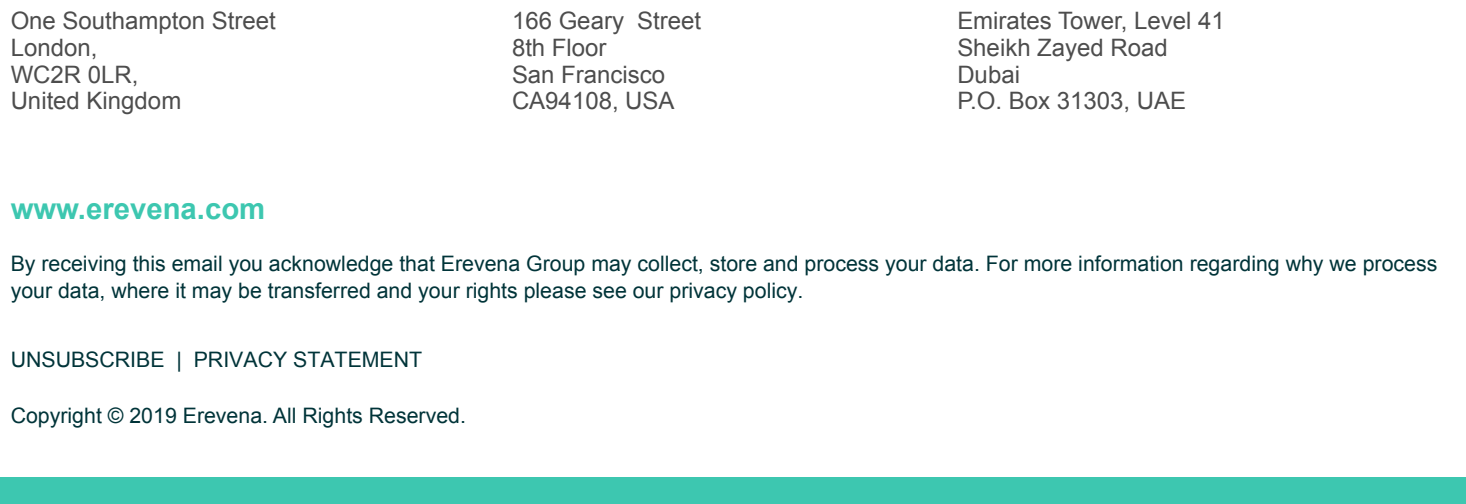 One Southampton Street
London,
WC2R 0LR,
United Kingdom
166 Geary  Street
8th Floor
San Francisco
CA94108, USA
Emirates Tower, Level 41
Sheikh Zayed Road
Dubai
P.O. Box 31303, UAE
www.erevena.com
By receiving this email you acknowledge that Erevena Group may collect, store and process your data. For more information regarding why we process
your data, where it may be transferred and your rights please see our privacy policy.
UNSUBSCRIBE  |  PRIVACY STATEMENT
Copyright © 2019 Erevena. All Rights Reserved.